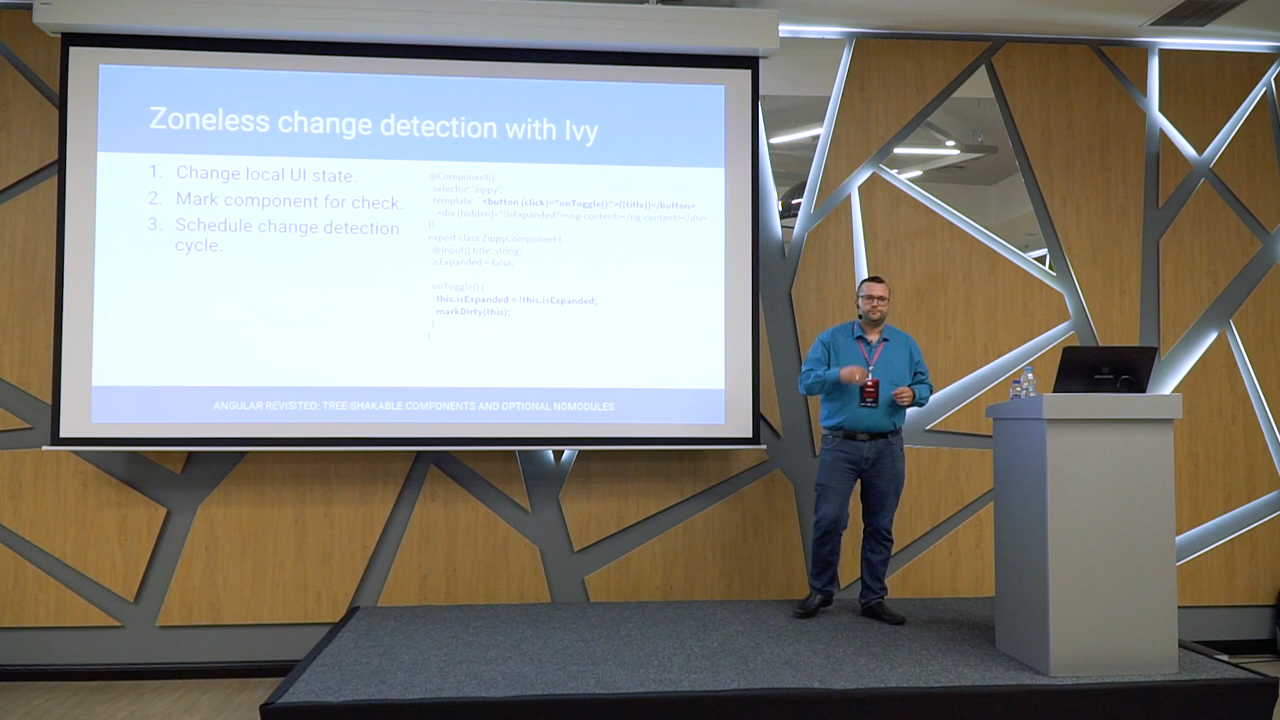 Zoneless change detection with Ivy
1. Change local UI state.
2. Mark component for check.
3. Schedule change detection
cycle.
@Component({
selector: 'zippy',
template: `<button (click)="onToggle()">{{title}}</button>
<div [hidden]="!isExpanded"><ng-content></ng-content></div>
})
export class ZippyComponent {
@Input() title: string;
isExpanded = false;
onToggle() {
this.isExpanded = !this.isExpanded;
markDirty(this);
}
}
ANGULAR REVISITED: TREE-SHAKABLE COMPONENTS AND OPTIONAL NGMODULES